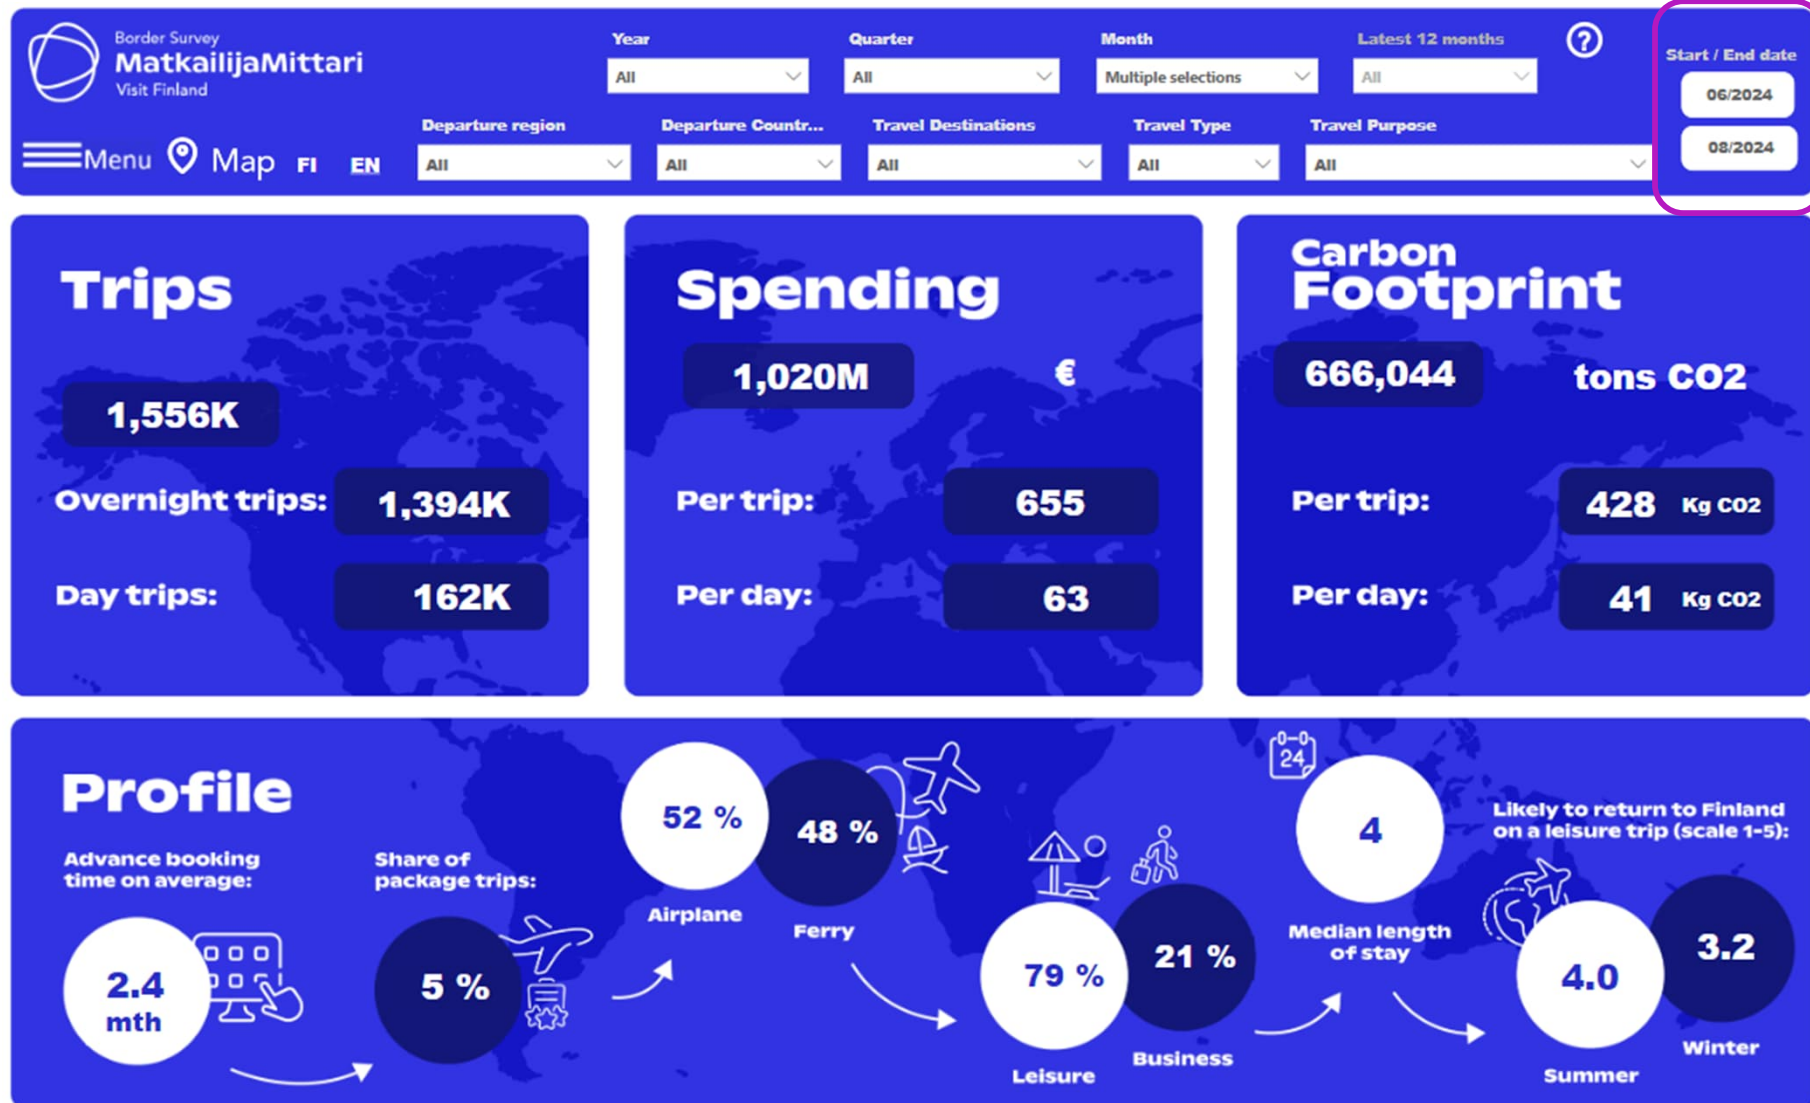 Border Survey
MatkailijaMittari
Visit Finland
Menu
Map
FI
EN
Year
All
Quarter
All
Month
Multiple selections
Latest 12 months
All
?
Start / End date
06/2024
08/2024
Departure region
All
Departure Countr...
All
Travel Destinations
All
Travel Type
All
Travel Purpose
All
Trips
1,556K
Overnight trips: 1,394K
Day trips: 162K
Spending
1,020M €
Per trip: 655
Per day: 63
Carbon
Footprint
666,044 tons CO2
Per trip: 428 Kg CO2
Per day: 41 Kg CO2
Profile
Advance booking
time on average:
2.4
mth
Share of
package trips:
5 %
52 %
Airplane
48 %
Ferry
79 %
Leisure
21 %
Business
24
4
Median length
of stay
Likely to return to Finland
on a leisure trip (scale 1-5):
4.0
Summer
3.2
Winter